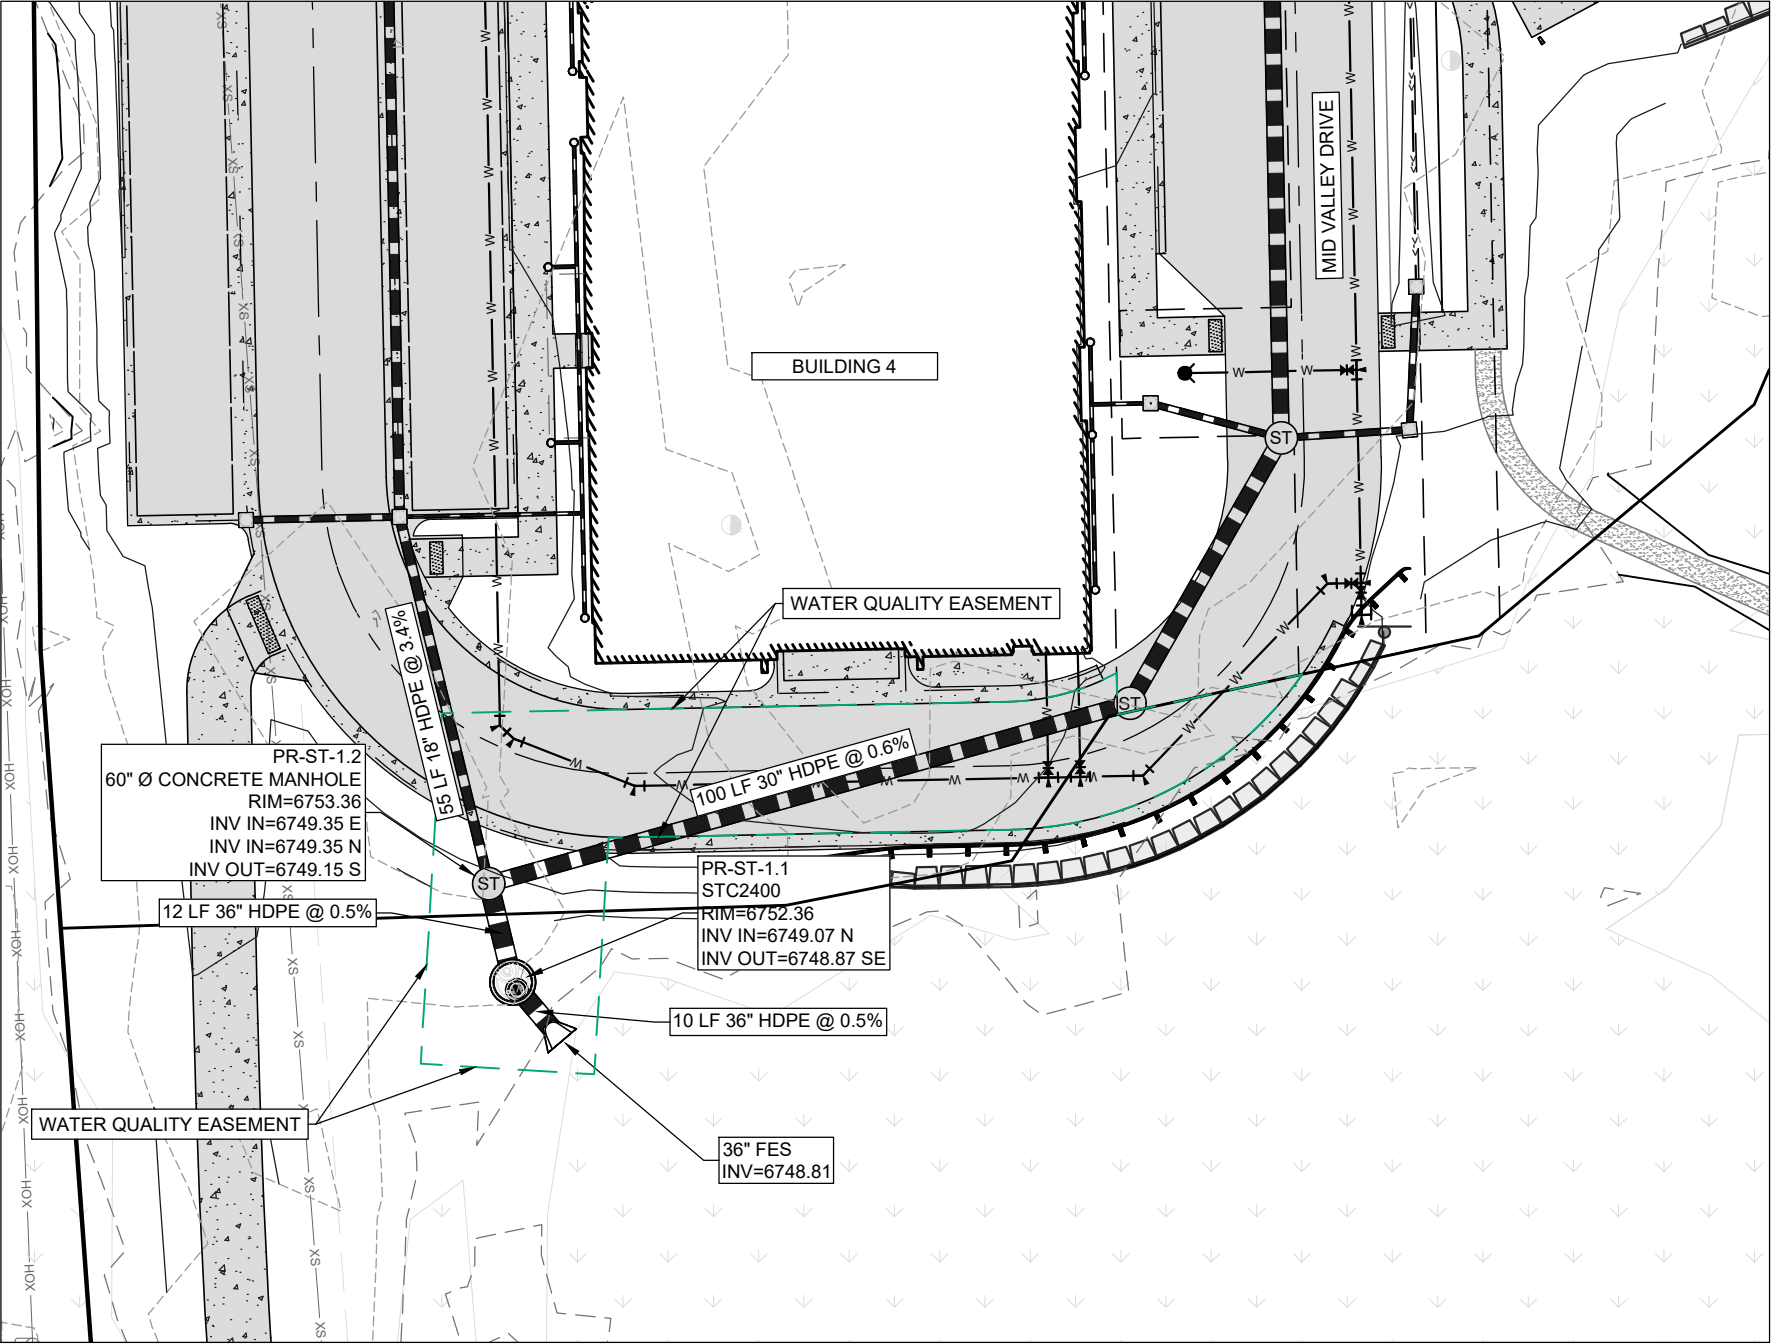 MID VALLEY DRIVE
BUILDING 4
ST
WATER QUALITY EASEMENT
55 LF 18" HDPE @ 3.4%
ST
100 LF 30" HDPE @ 0.6%
PR-ST-1.2
60" Ø CONCRETE MANHOLE
RIM=6753.36
INV IN=6749.35 E
INV IN=6749.35 N
INV OUT=6749.15 S
ST
PR-ST-1.1
STC2400
RIM=6752.36
INV IN=6749.07 N
INV OUT=6748.87 SE
12 LF 36" HDPE @ 0.5%
10 LF 36" HDPE @ 0.5%
WATER QUALITY EASEMENT
36" FES
INV=6748.81